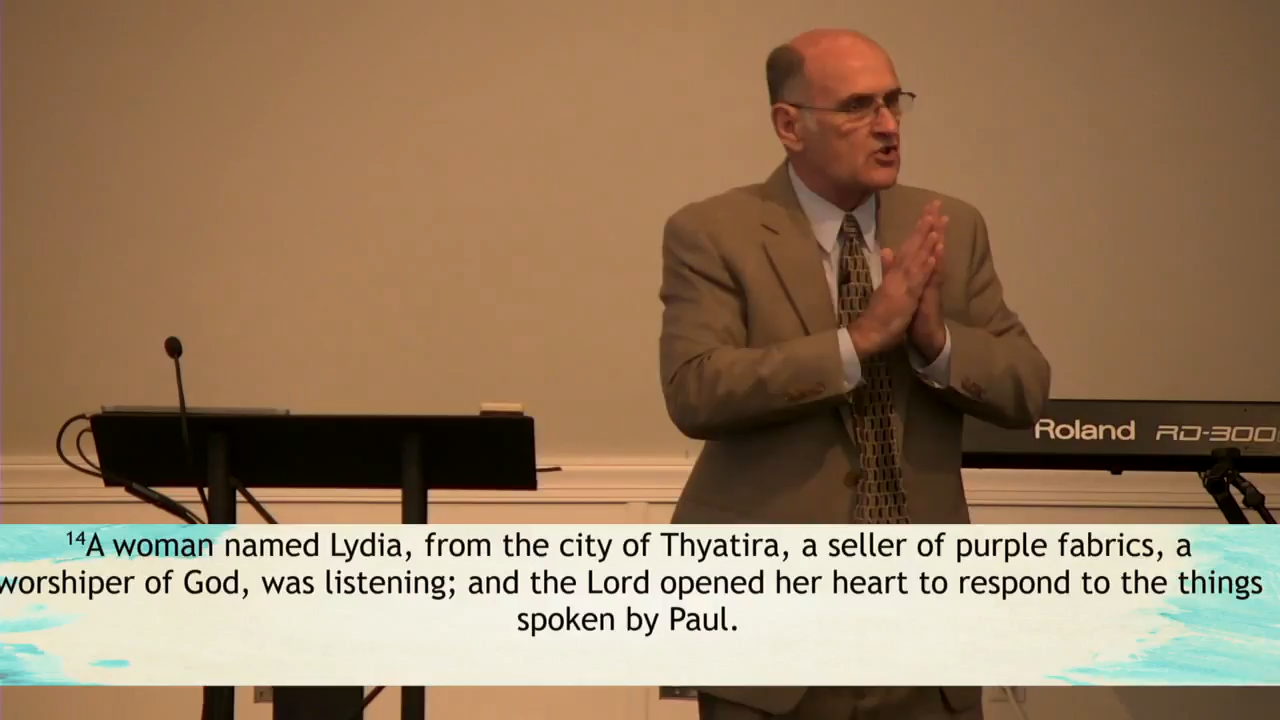 Roland RD-300
¹⁴A woman named Lydia, from the city of Thyatira, a seller of purple fabrics, a
worshiper of God, was listening; and the Lord opened her heart to respond to the things
spoken by Paul.